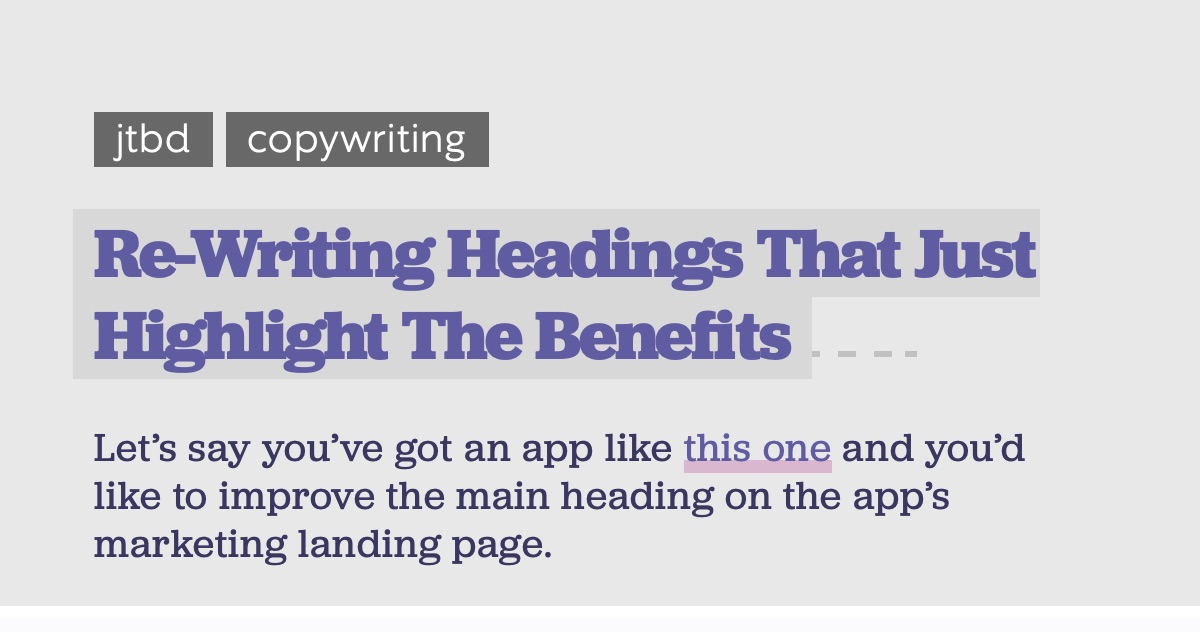 jtbd copywriting
Re-Writing Headings That Just
Highlight The Benefits
Let’s say you’ve got an app like this one and you’d
like to improve the main heading on the app’s
marketing landing page.